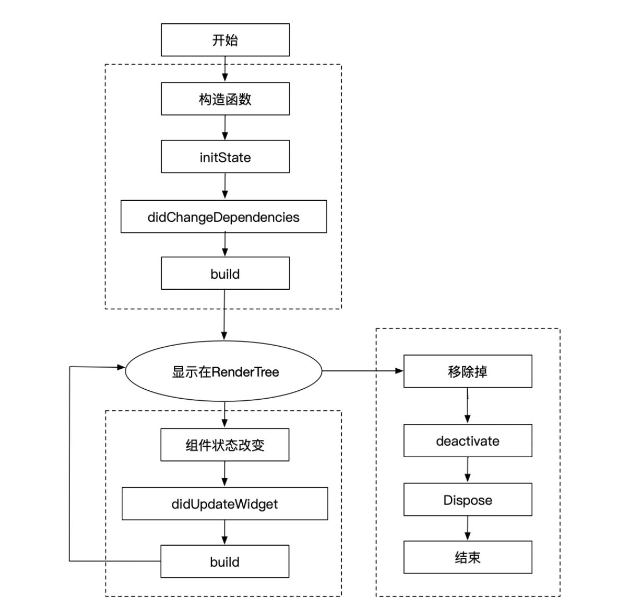 开始
构造函数
initState
didChangeDependencies
build
显示在RenderTree
组件状态改变
didUpdateWidget
build
移除掉
deactivate
Dispose
结束